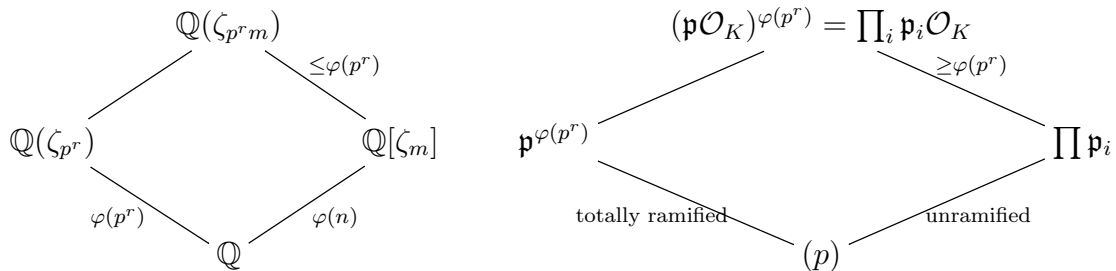 ℚ(ζ_{p^r m})
≤φ(p^r)
ℚ(ζ_{p^r}) ℚ[ζ_m]
φ(p^r) φ(n)
ℚ
(𝔭𝒪_K)^{φ(p^r)} = ∏_i 𝔭_i𝒪_K
≥φ(p^r)
𝔭^{φ(p^r)} ∏ 𝔭_i
totally ramified unramified
(p)